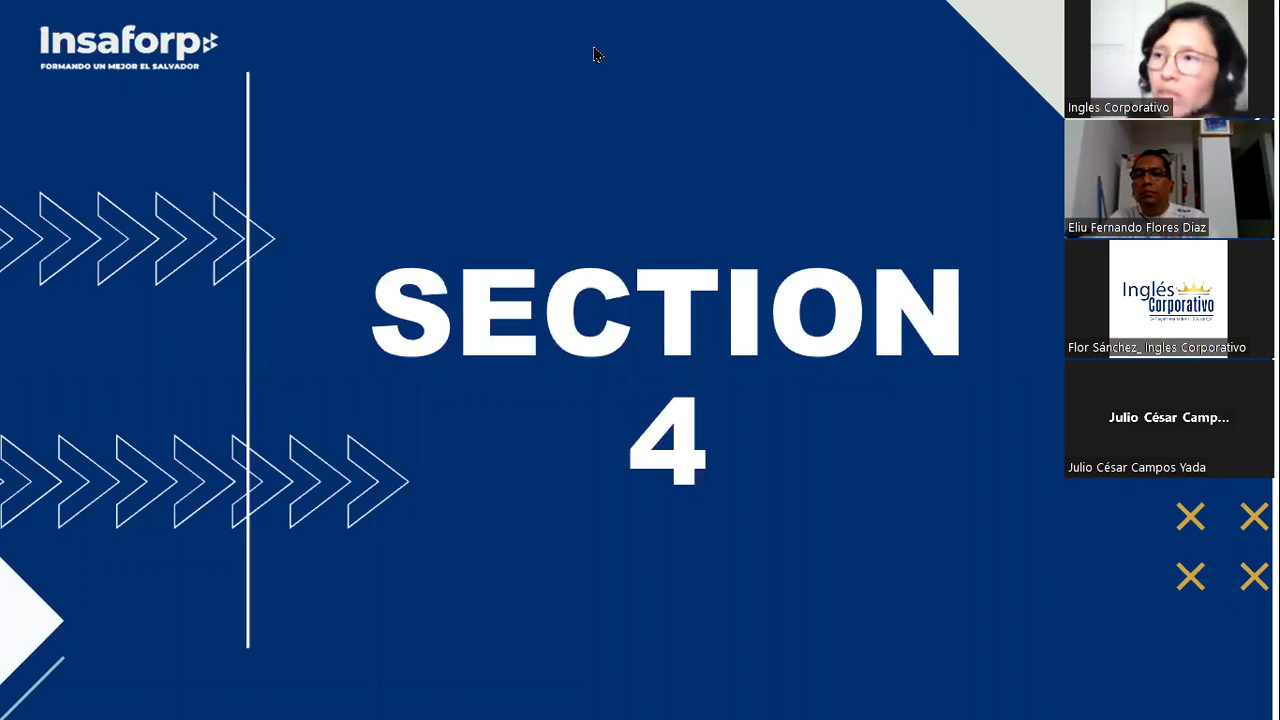 Insaforp
FORMANDO UN MEJOR EL SALVADOR
SECTION
4
Ingles Corporativo
Eliu Fernando Flores Diaz
Inglés
Corporativo
Flor Sánchez_ Ingles Corporativo
Julio César Camp...
Julio César Campos Yada